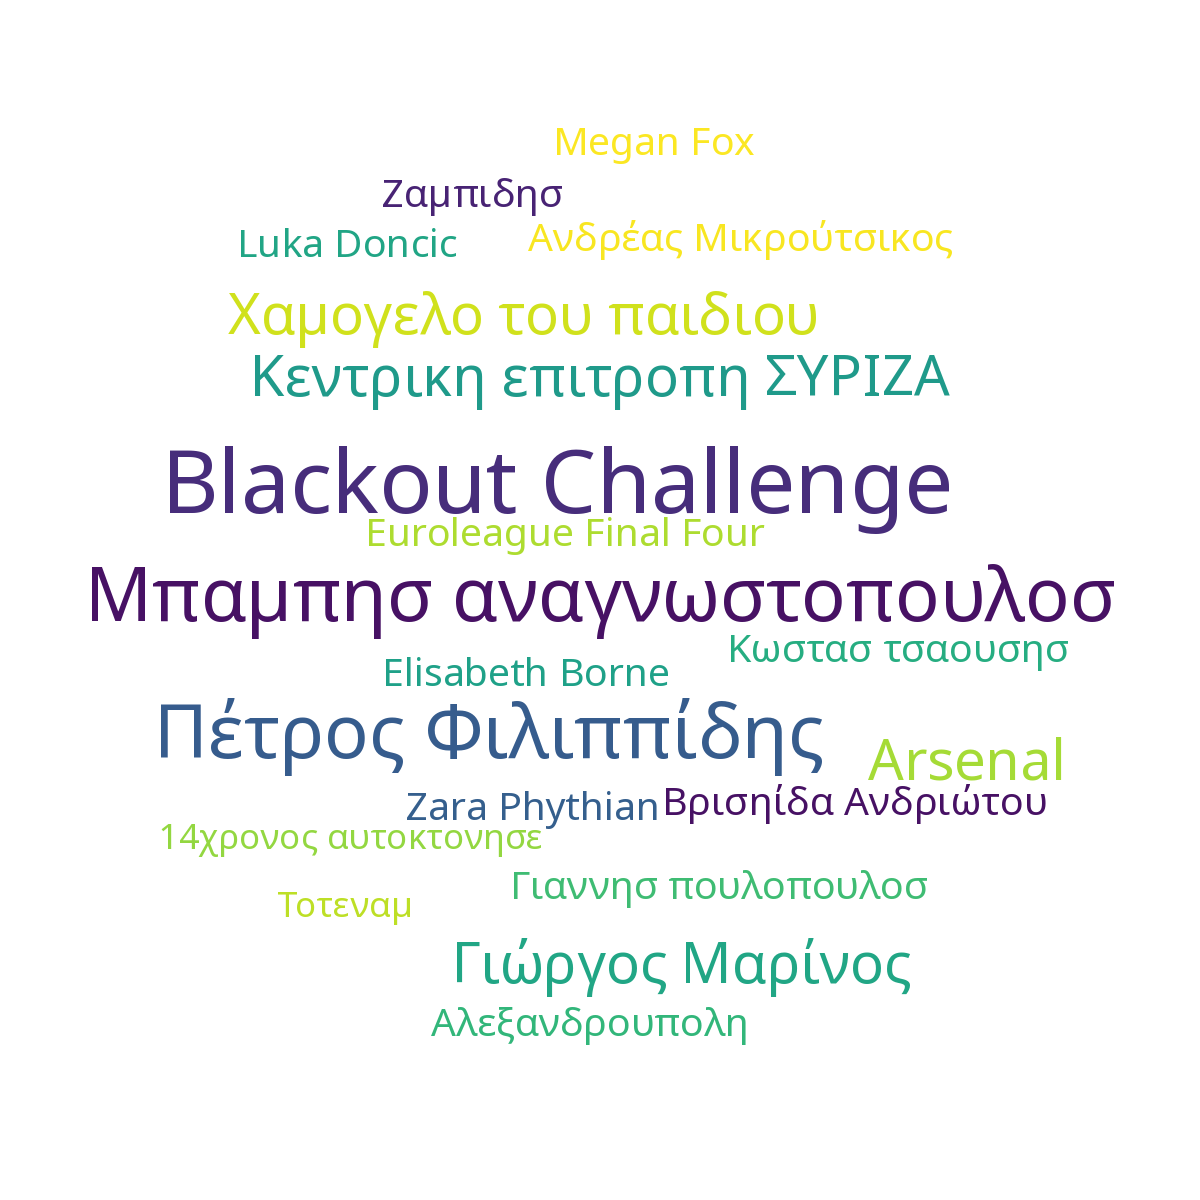 Megan Fox
Ζαμπιδησ
Luka Doncic
Ανδρέας Μικρούτσικος
Χαμογελο του παιδιου
Κεντρικη επιτροπη ΣΥΡΙΖΑ
Blackout Challenge
Euroleague Final Four
Μπαμπησ αναγνωστοπουλοσ
Κωστασ τσαουσησ
Elisabeth Borne
Πέτρος Φιλιππίδης
Arsenal
Zara Phythian
Βρισηίδα Ανδριώτου
14χρονος αυτοκτονησε
Γιαννησ πουλοπουλοσ
Τοτεναμ
Γιώργος Μαρίνος
Αλεξανδρουπολη